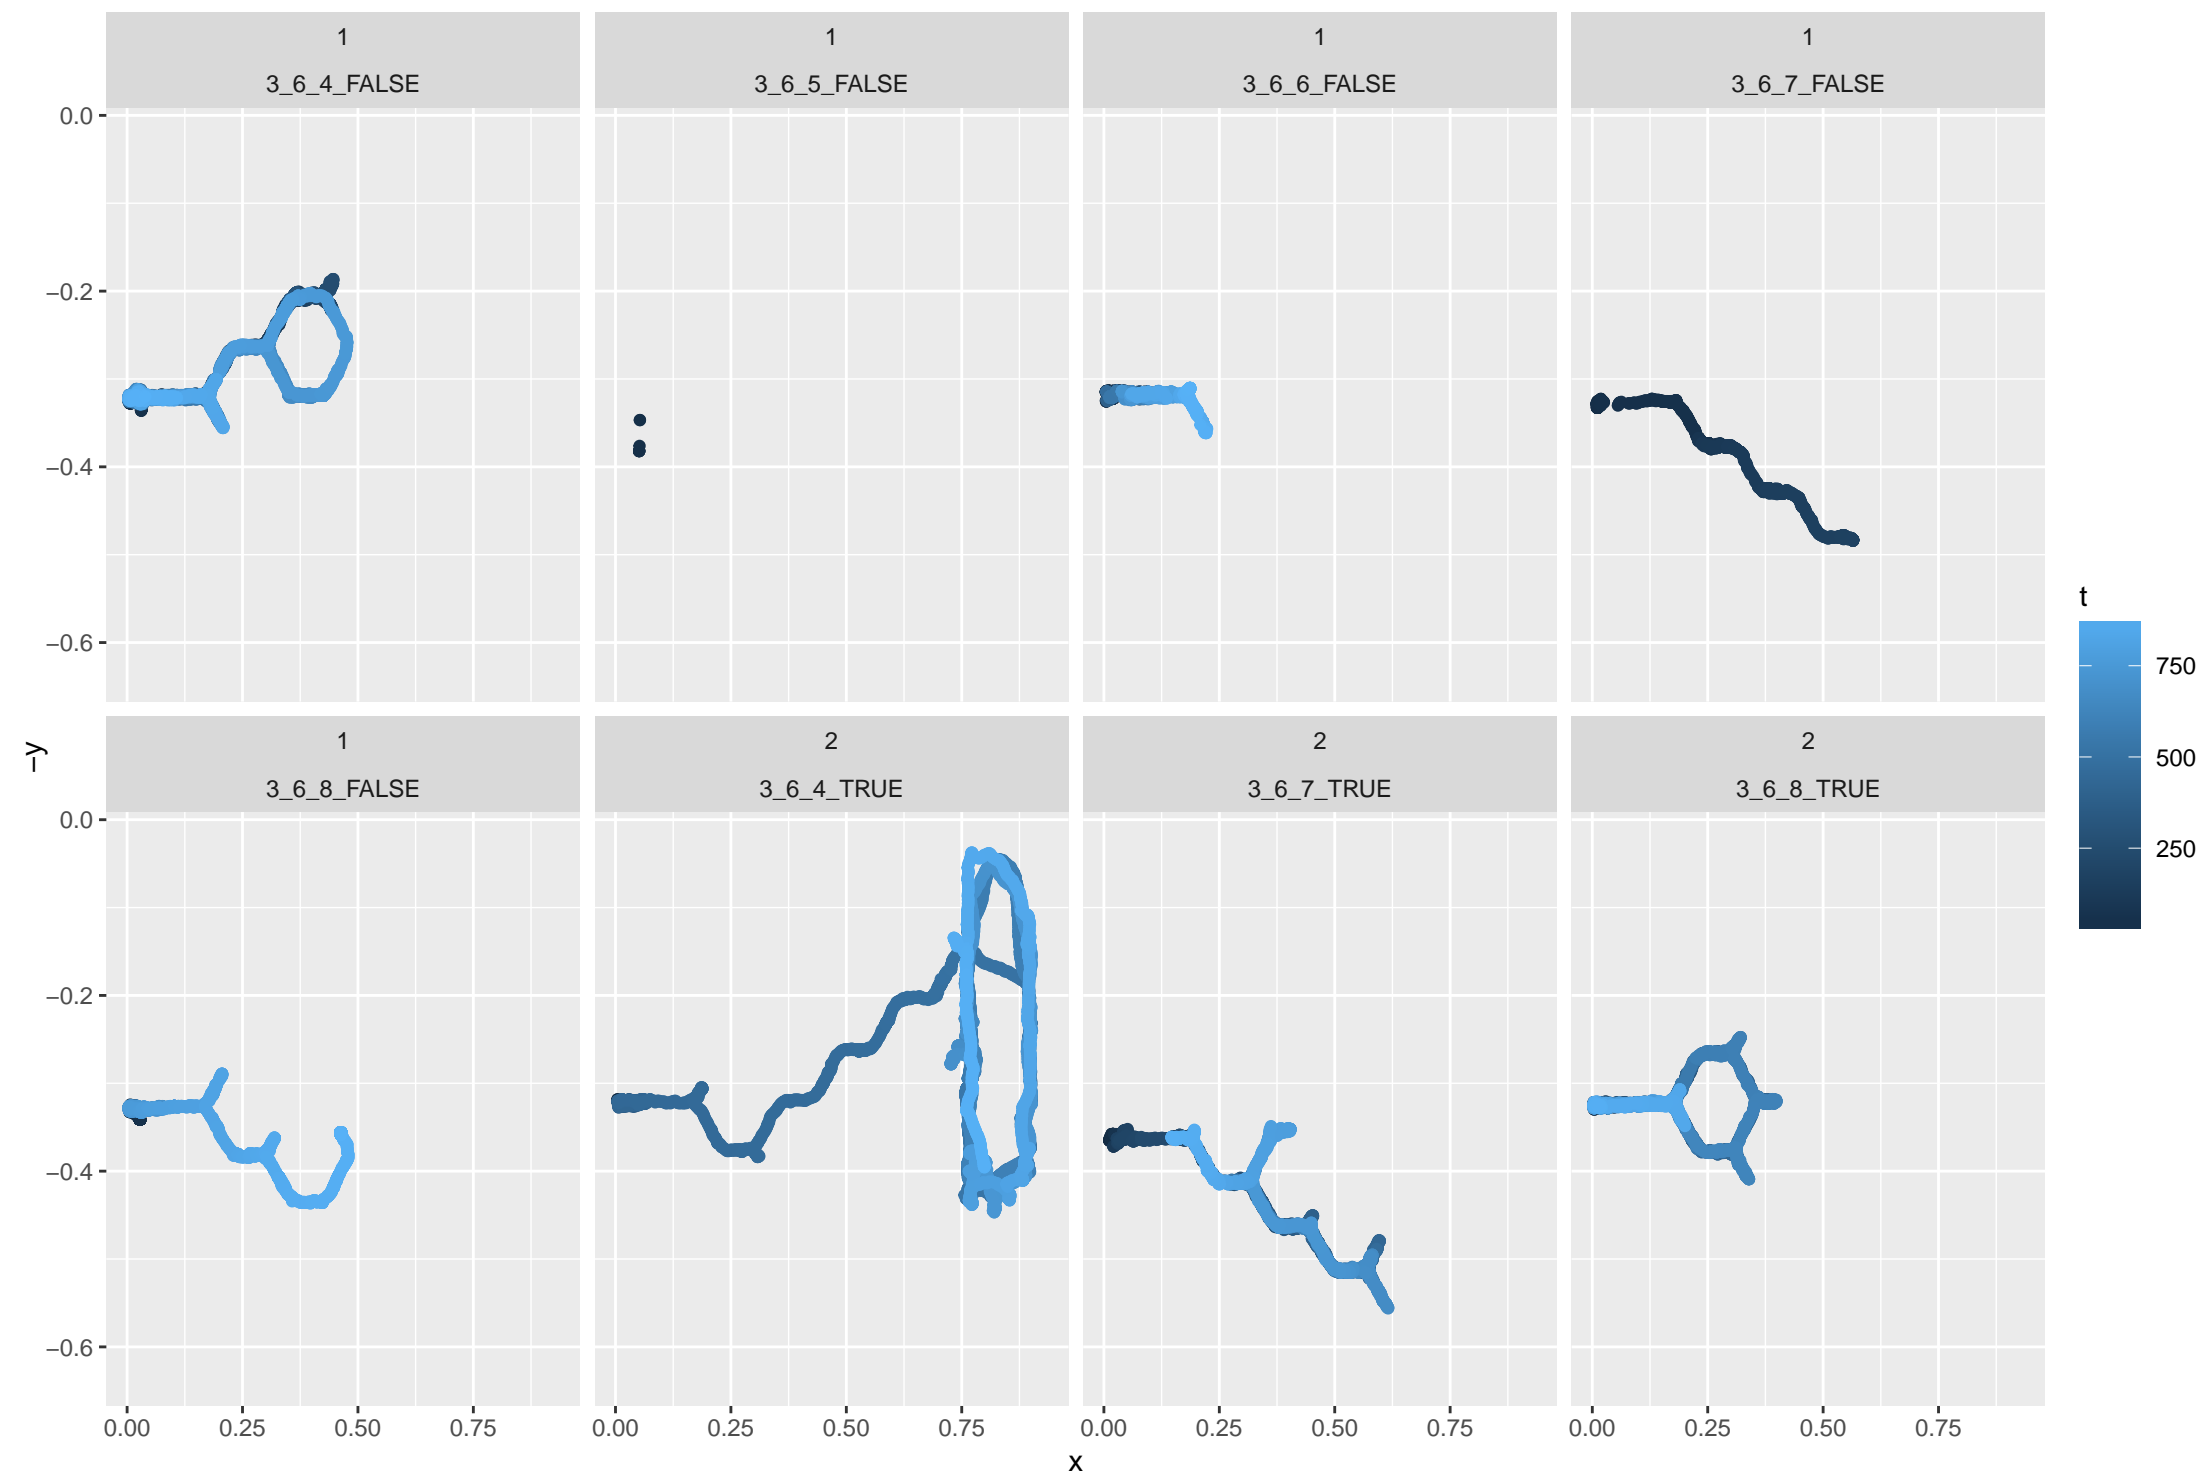 1 1 1 1
3_6_4_FALSE 3_6_5_FALSE 3_6_6_FALSE 3_6_7_FALSE
0.0
−0.2
−0.4
−0.6
1 2 2 2
3_6_8_FALSE 3_6_4_TRUE 3_6_7_TRUE 3_6_8_TRUE
0.0
−0.2
−0.4
−0.6
0.00 0.25 0.50 0.75 0.00 0.25 0.50 0.75 0.00 0.25 0.50 0.75 0.00 0.25 0.50 0.75
x
−y
t
750
500
250